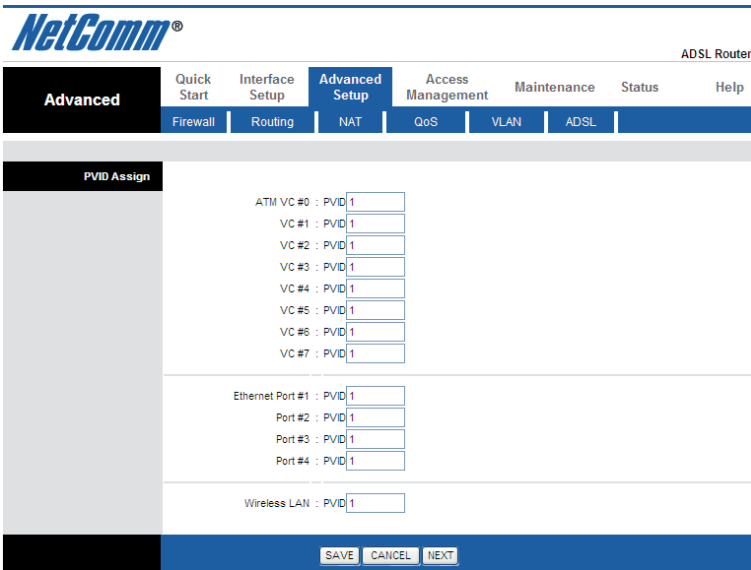 NetComm®
ADSL Router
Advanced
Quick Start
Interface Setup
Advanced Setup
Access Management
Maintenance
Status
Help
Firewall
Routing
NAT
QoS
VLAN
ADSL
PVID Assign
ATM VC #0 : PVID 1
VC #1 : PVID 1
VC #2 : PVID 1
VC #3 : PVID 1
VC #4 : PVID 1
VC #5 : PVID 1
VC #6 : PVID 1
VC #7 : PVID 1
Ethernet Port #1 : PVID 1
Port #2 : PVID 1
Port #3 : PVID 1
Port #4 : PVID 1
Wireless LAN : PVID 1
SAVE CANCEL NEXT